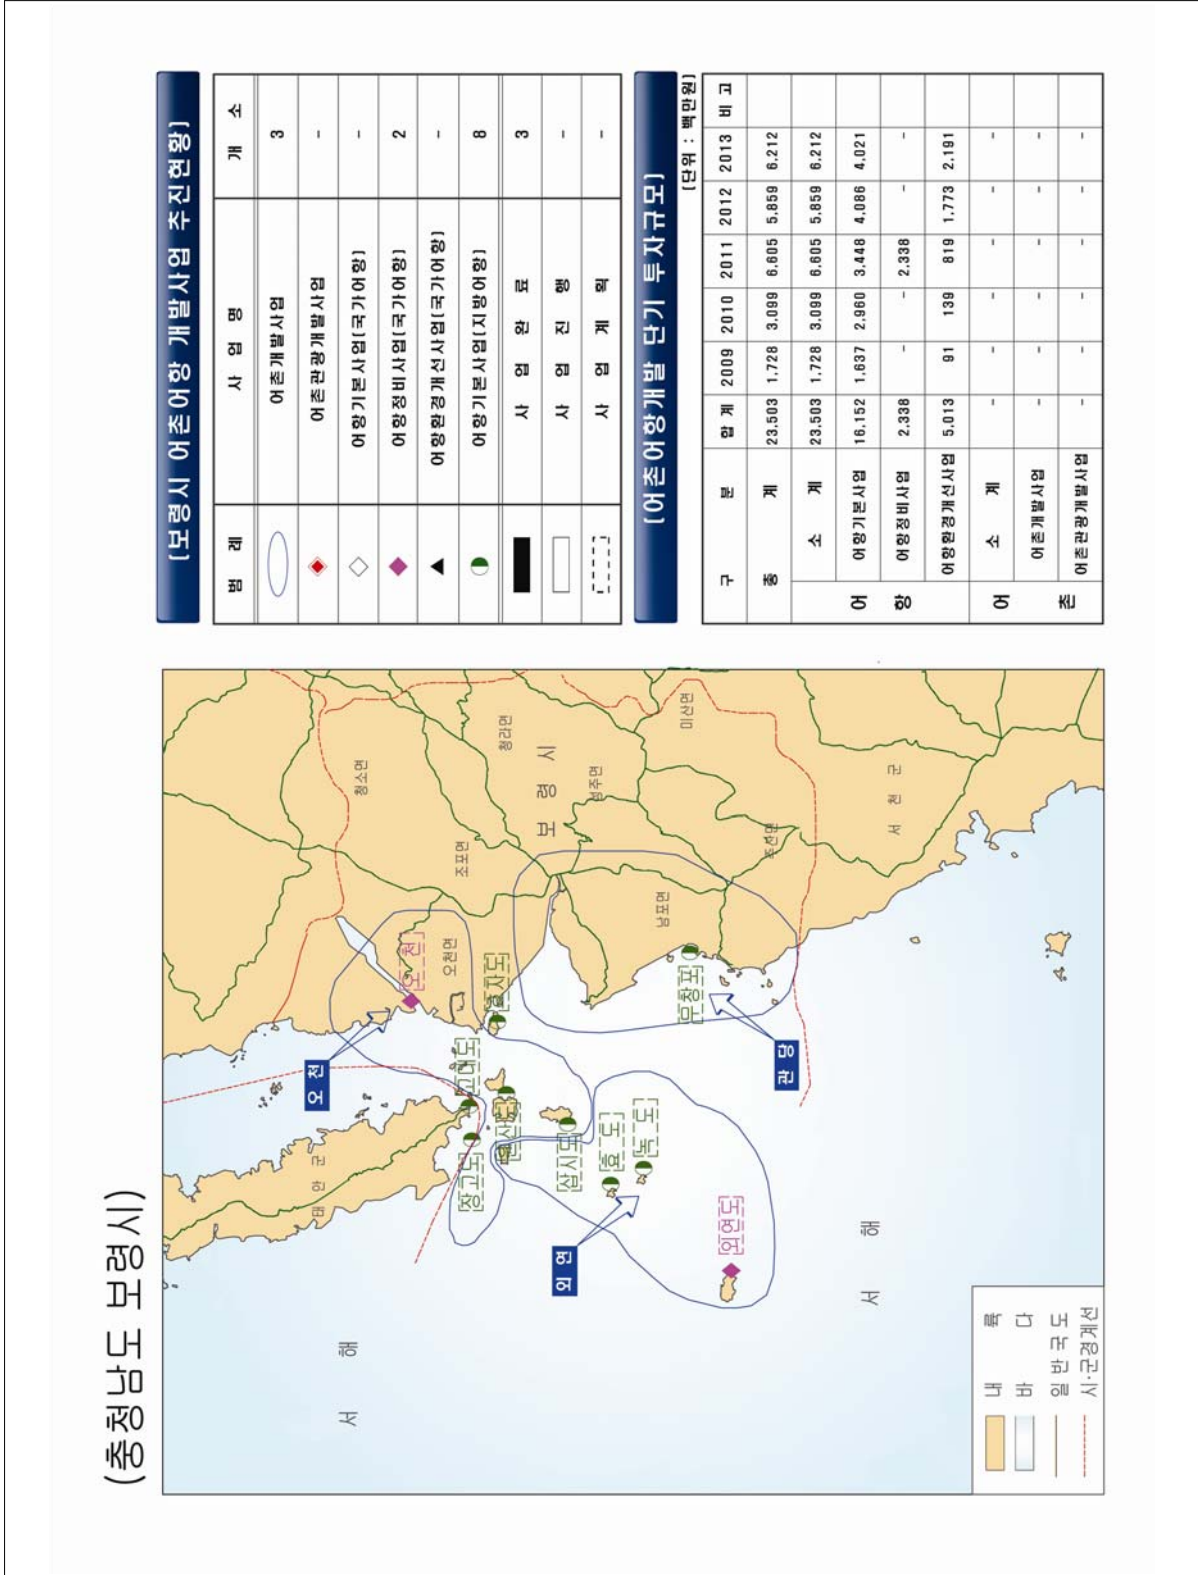 (충청남도 보령시)
태 안 군
서 해
서 해
오 천
외 연
관 당
오 천
오천면
효자도
고대도
장고도
삽시도
호 도
녹 도
외연도
무창포
청소면
청라면
조포면
보 령 시
성주면
미산면
주산면
남포면
서 천 군
내 륙
바 다
일 반 국 도
시·군경계선
[보령시 어촌어항 개발사업 추진현황]
범 례 사 업 명 개 소
어촌개발사업 3
어촌관광개발사업 -
어항기본사업[국가어항] -
어항정비사업[국가어항] 2
어항환경개선사업[국가어항] -
어항기본사업[지방어항] 8
사 업 완 료 3
사 업 진 행 -
사 업 계 획 -
[어촌어항개발 단기 투자규모]
[단위 : 백만원]
구 분 합 계 2009 2010 2011 2012 2013 비 고
총 계 23,503 1,728 3,099 6,605 5,859 6,212
어 항 소 계 23,503 1,728 3,099 6,605 5,859 6,212
어항기본사업 16,152 1,637 2,960 3,448 4,086 4,021
어항정비사업 2,338 - - 2,338 - -
어항환경개선사업 5,013 91 139 819 1,773 2,191
어 촌 소 계 - - - - - -
어촌개발사업 - - - - - -
어촌관광개발사업 - - - - - -